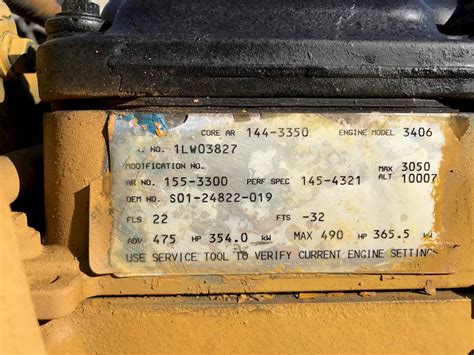 CORE AR 144-3350 ENGINE MODEL 3406
NO. 1LW03827
MODIFICATION NO. MAX 3050
AR NO. 155-3300 PERF SPEC 145-4321 ALT 10007
OEM NO. S01-24822-019
FLS 22 FTS -32
ADV 475 HP 354.0 kW MAX 490 HP 365.5 kW
USE SERVICE TOOL TO VERIFY CURRENT ENGINE SETTINGS